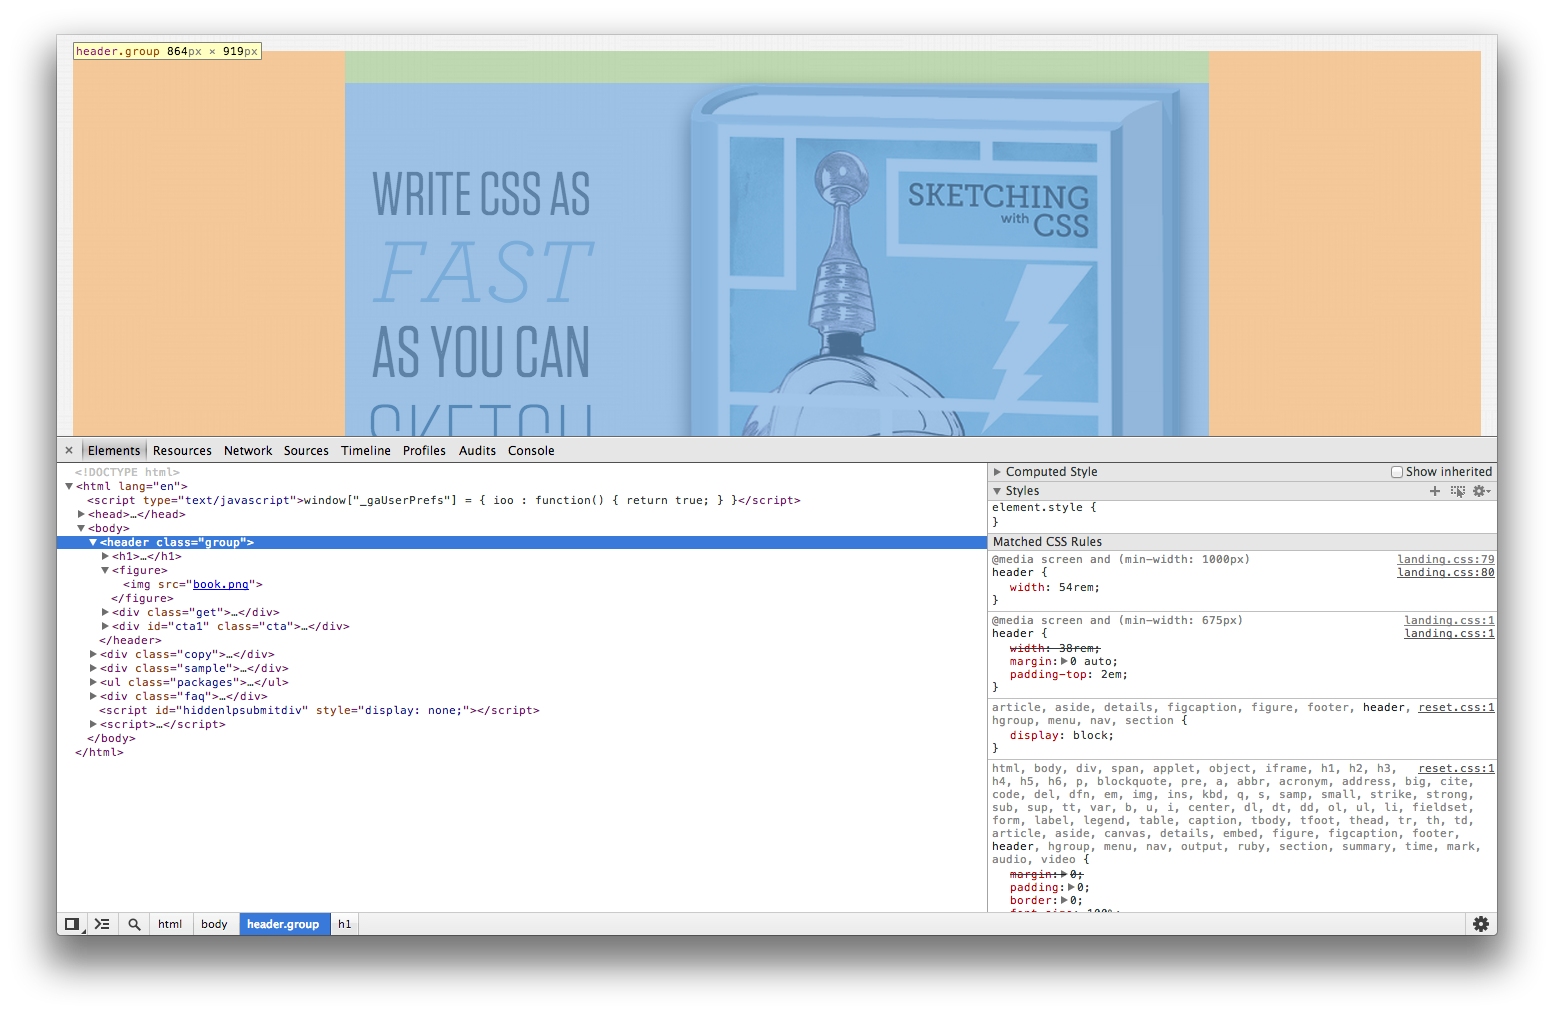 header.group 864px × 919px
WRITE CSS AS
FAST
AS YOU CAN
SKETCH
SKETCHING
with CSS
× Elements Resources Network Sources Timeline Profiles Audits Console
<!DOCTYPE html>
▼<html lang="en">
<script type="text/javascript">window["_gaUserPrefs"] = { ioo : function() { return true; } }</script>
▶<head>…</head>
▼<body>
▼<header class="group">
▶<h1>…</h1>
▼<figure>
<img src="book.png">
</figure>
▶<div class="get">…</div>
▶<div id="cta1" class="cta">…</div>
</header>
▶<div class="copy">…</div>
▶<div class="sample">…</div>
▶<ul class="packages">…</ul>
▶<div class="faq">…</div>
<script id="hiddenlpsubmitdiv" style="display: none;"></script>
▶<script>…</script>
</body>
</html>
▶ Computed Style Show inherited
▼ Styles
element.style {
}
Matched CSS Rules
@media screen and (min-width: 1000px) landing.css:79
header { landing.css:80
width: 54rem;
}
@media screen and (min-width: 675px) landing.css:1
header { landing.css:1
width: 38rem;
margin:▶0 auto;
padding-top: 2em;
}
article, aside, details, figcaption, figure, footer, header, reset.css:1
hgroup, menu, nav, section {
display: block;
}
html, body, div, span, applet, object, iframe, h1, h2, h3, reset.css:1
h4, h5, h6, p, blockquote, pre, a, abbr, acronym, address, big, cite,
code, del, dfn, em, img, ins, kbd, q, s, samp, small, strike, strong,
sub, sup, tt, var, b, u, i, center, dl, dt, dd, ol, ul, li, fieldset,
form, label, legend, table, caption, tbody, tfoot, thead, tr, th, td,
article, aside, canvas, details, embed, figure, figcaption, footer,
header, hgroup, menu, nav, output, ruby, section, summary, time, mark,
audio, video {
margin:▶0;
padding:▶0;
border:▶0;
font-size: 100%;
html body header.group h1